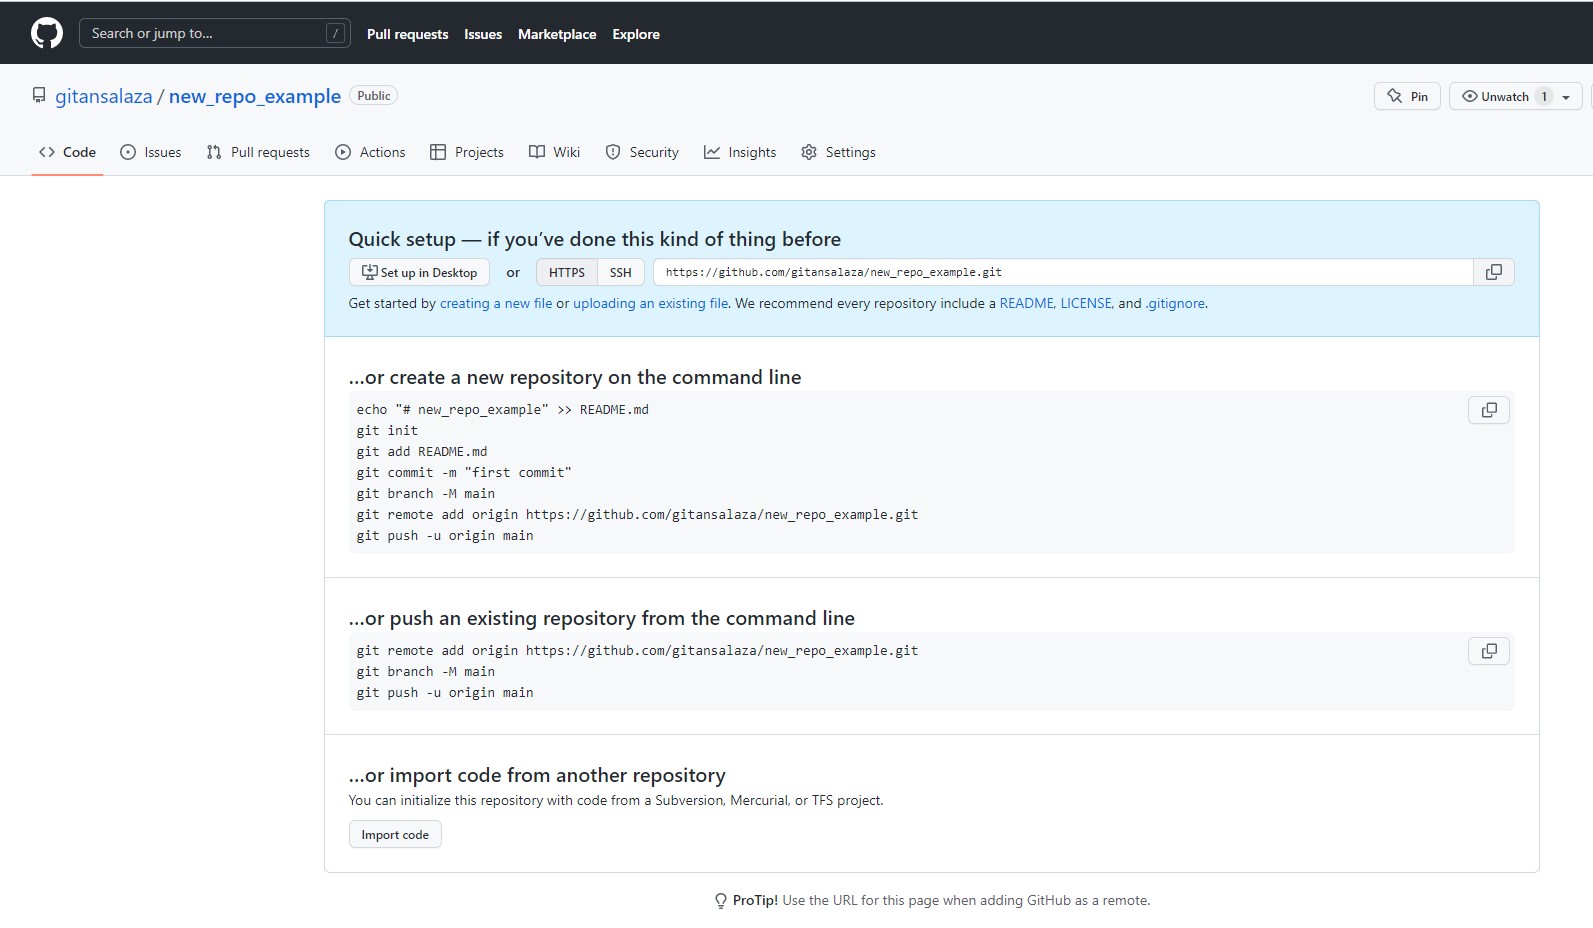 Search or jump to... /
Pull requests Issues Marketplace Explore
gitansalaza / new_repo_example Public
Pin Unwatch 1
Code Issues Pull requests Actions Projects Wiki Security Insights Settings
Quick setup — if you’ve done this kind of thing before
Set up in Desktop or HTTPS SSH https://github.com/gitansalaza/new_repo_example.git
Get started by creating a new file or uploading an existing file. We recommend every repository include a README, LICENSE, and .gitignore.
…or create a new repository on the command line
echo "# new_repo_example" >> README.md
git init
git add README.md
git commit -m "first commit"
git branch -M main
git remote add origin https://github.com/gitansalaza/new_repo_example.git
git push -u origin main
…or push an existing repository from the command line
git remote add origin https://github.com/gitansalaza/new_repo_example.git
git branch -M main
git push -u origin main
…or import code from another repository
You can initialize this repository with code from a Subversion, Mercurial, or TFS project.
Import code
ProTip! Use the URL for this page when adding GitHub as a remote.